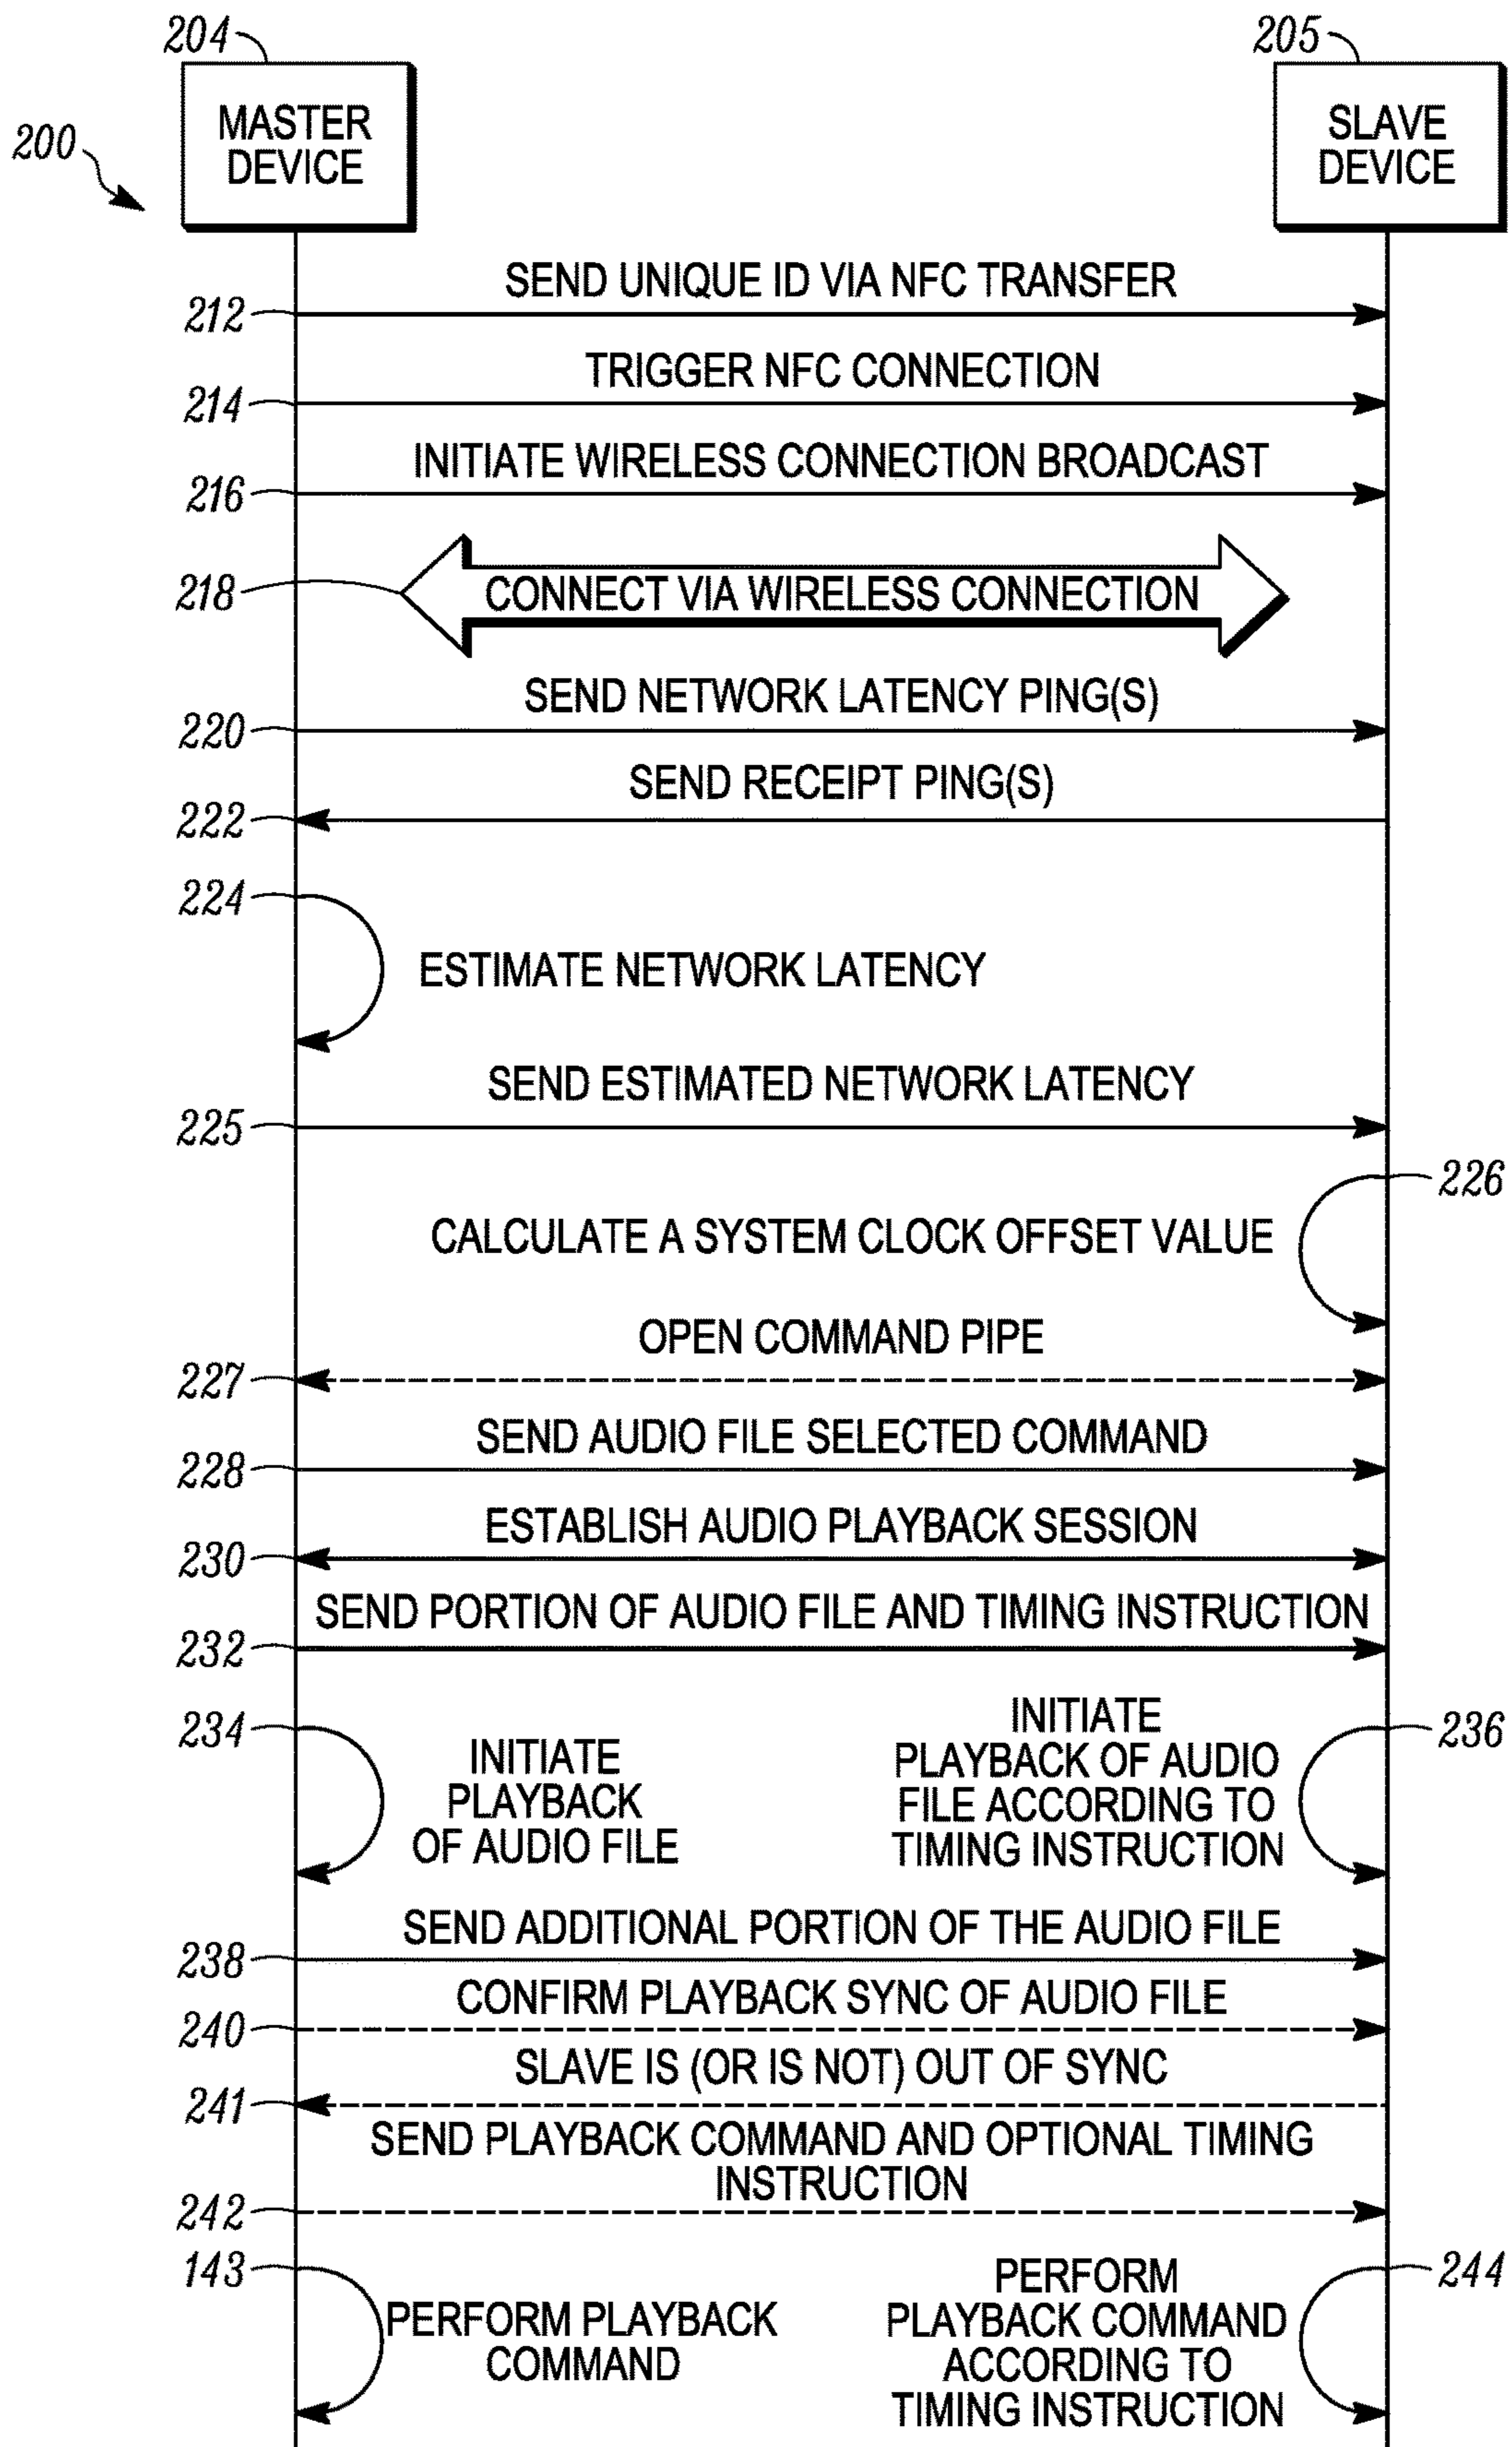 204
205
200
MASTER
DEVICE
SLAVE
DEVICE
SEND UNIQUE ID VIA NFC TRANSFER
212
TRIGGER NFC CONNECTION
214
INITIATE WIRELESS CONNECTION BROADCAST
216
218
CONNECT VIA WIRELESS CONNECTION
SEND NETWORK LATENCY PING(S)
220
SEND RECEIPT PING(S)
222
224
ESTIMATE NETWORK LATENCY
SEND ESTIMATED NETWORK LATENCY
225
226
CALCULATE A SYSTEM CLOCK OFFSET VALUE
OPEN COMMAND PIPE
227
SEND AUDIO FILE SELECTED COMMAND
228
ESTABLISH AUDIO PLAYBACK SESSION
230
SEND PORTION OF AUDIO FILE AND TIMING INSTRUCTION
232
234
INITIATE
PLAYBACK
OF AUDIO FILE
INITIATE
PLAYBACK OF AUDIO
FILE ACCORDING TO
TIMING INSTRUCTION
236
SEND ADDITIONAL PORTION OF THE AUDIO FILE
238
CONFIRM PLAYBACK SYNC OF AUDIO FILE
240
SLAVE IS (OR IS NOT) OUT OF SYNC
241
SEND PLAYBACK COMMAND AND OPTIONAL TIMING
INSTRUCTION
242
143
PERFORM PLAYBACK
COMMAND
PERFORM
PLAYBACK COMMAND
ACCORDING TO
TIMING INSTRUCTION
244